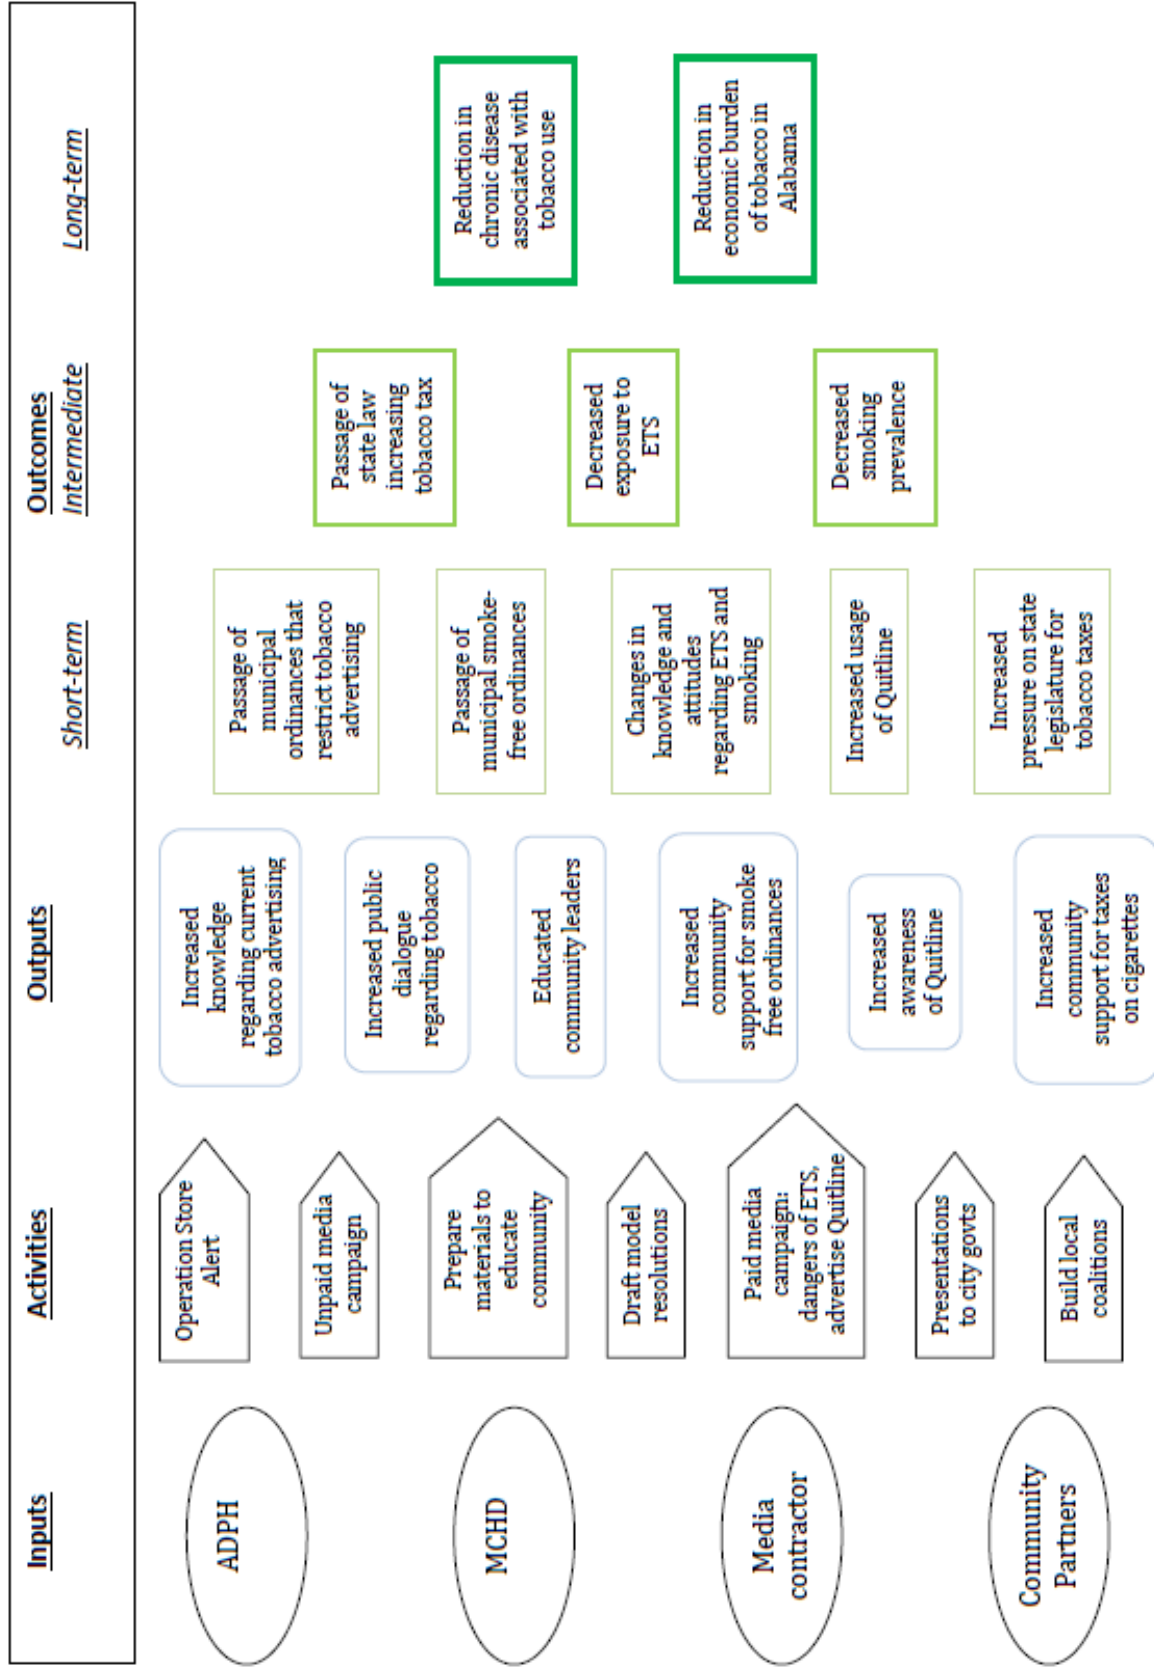 Inputs
Activities
Outputs
Outcomes
Short-term
Intermediate
Long-term
ADPH
MCHD
Media
contractor
Community
Partners
Operation Store
Alert
Unpaid media
campaign
Prepare
materials to
educate
community
Draft model
resolutions
Paid media
campaign:
dangers of ETS,
advertise Quitline
Presentations
to city govts
Build local
coalitions
Increased
knowledge
regarding current
tobacco advertising
Increased public
dialogue
regarding tobacco
Educated
community leaders
Increased
community
support for smoke
free ordinances
Increased
awareness
of Quitline
Increased
community
support for taxes
on cigarettes
Passage of
municipal
ordinances that
restrict tobacco
advertising
Passage of
municipal smoke-
free ordinances
Changes in
knowledge and
attitudes
regarding ETS and
smoking
Increased usage
of Quitline
Increased
pressure on state
legislature for
tobacco taxes
Passage of
state law
increasing
tobacco tax
Decreased
exposure to
ETS
Decreased
smoking
prevalence
Reduction in
chronic disease
associated with
tobacco use
Reduction in
economic burden
of tobacco in
Alabama